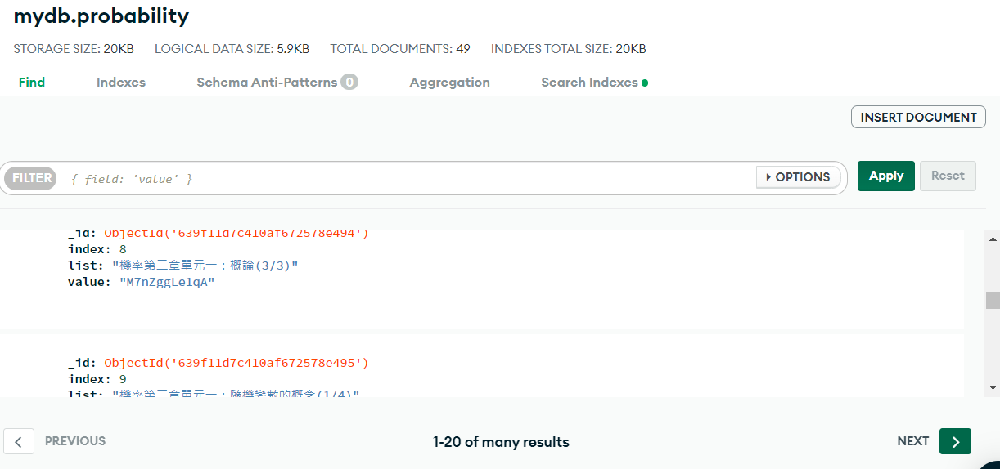 mydb.probability
STORAGE SIZE: 20KB LOGICAL DATA SIZE: 5.9KB TOTAL DOCUMENTS: 49 INDEXES TOTAL SIZE: 20KB
Find Indexes Schema Anti-Patterns 0 Aggregation Search Indexes
INSERT DOCUMENT
FILTER { field: 'value' } OPTIONS Apply Reset
_id: ObjectId('639f11d7c410af672578e494')
index: 8
list: "機率第二章單元一：概論(3/3)"
value: "M7nZggLe1qA"
_id: ObjectId('639f11d7c410af672578e495')
index: 9
list: "機率第三章單元一：隨機變數的概念(1/4)"
PREVIOUS 1-20 of many results NEXT